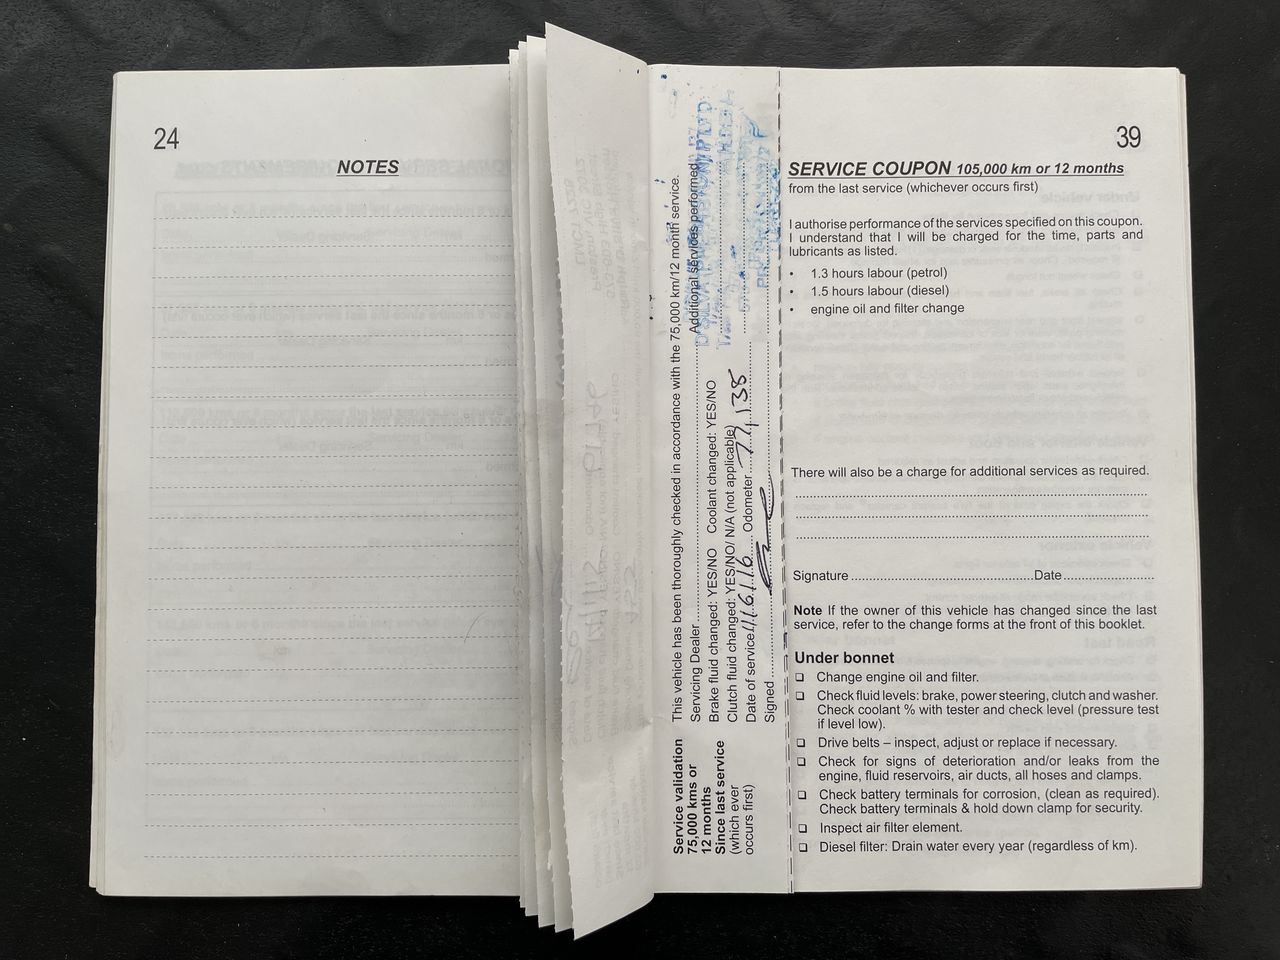 24
NOTES
Service validation
75,000 kms or
12 months
Since last service
(which ever
occurs first)
This vehicle has been thoroughly checked in accordance with the 75,000 km/12 month service.
Servicing Dealer Additional services performed
Brake fluid changed: YES/NO Coolant changed: YES/NO
Clutch fluid changed: YES/NO/ N/A (not applicable)
Date of service Odometer 77,138
Signed
39
SERVICE COUPON 105,000 km or 12 months
from the last service (whichever occurs first)
I authorise performance of the services specified on this coupon.
I understand that I will be charged for the time, parts and
lubricants as listed.
• 1.3 hours labour (petrol)
• 1.5 hours labour (diesel)
• engine oil and filter change
There will also be a charge for additional services as required.
Signature Date
Note If the owner of this vehicle has changed since the last
service, refer to the change forms at the front of this booklet.
Under bonnet
❑ Change engine oil and filter.
❑ Check fluid levels: brake, power steering, clutch and washer.
Check coolant % with tester and check level (pressure test
if level low).
❑ Drive belts – inspect, adjust or replace if necessary.
❑ Check for signs of deterioration and/or leaks from the
engine, fluid reservoirs, air ducts, all hoses and clamps.
❑ Check battery terminals for corrosion, (clean as required).
Check battery terminals & hold down clamp for security.
❑ Inspect air filter element.
❑ Diesel filter: Drain water every year (regardless of km).